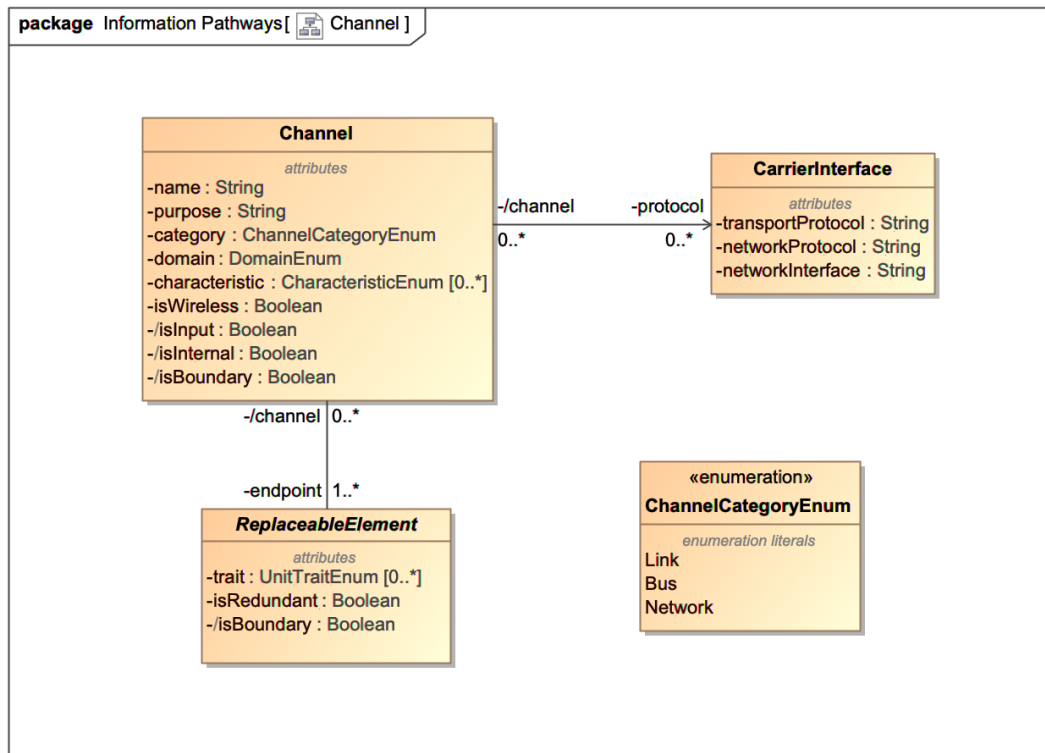 package Information Pathways[ Channel ]
Channel
attributes
-name : String
-purpose : String
-category : ChannelCategoryEnum
-domain : DomainEnum
-characteristic : CharacteristicEnum [0..*]
-isWireless : Boolean
-/isInput : Boolean
-/isInternal : Boolean
-/isBoundary : Boolean
-/channel
0..*
-protocol
0..*
CarrierInterface
attributes
-transportProtocol : String
-networkProtocol : String
-networkInterface : String
-/channel 0..*
-endpoint 1..*
ReplaceableElement
attributes
-trait : UnitTraitEnum [0..*]
-isRedundant : Boolean
-/isBoundary : Boolean
«enumeration»
ChannelCategoryEnum
enumeration literals
Link
Bus
Network